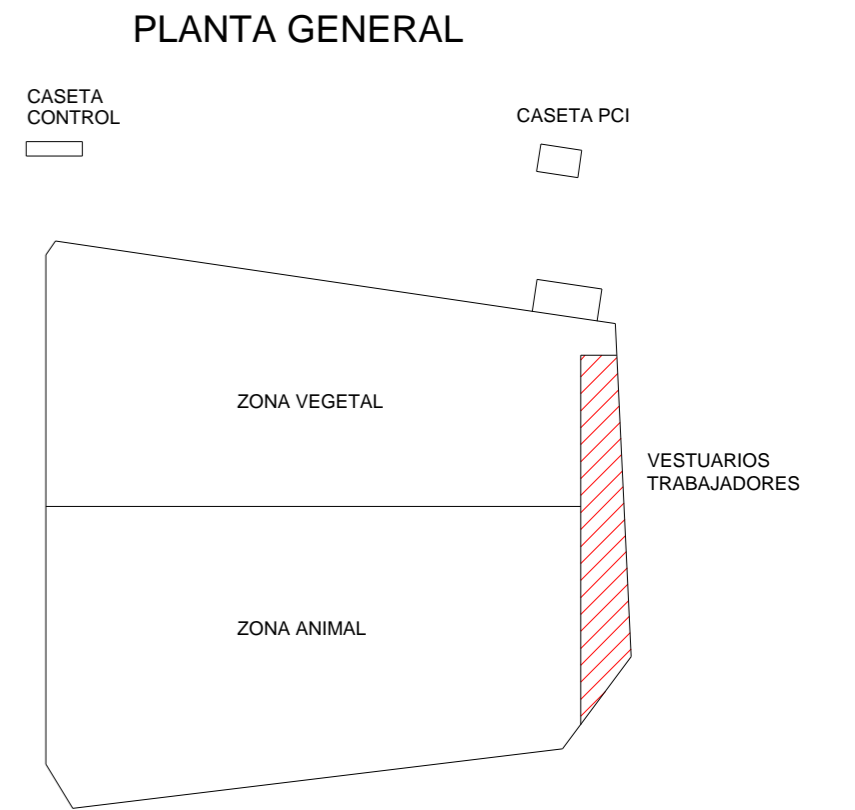 PLANTA GENERAL
CASETA
CONTROL
CASETA PCI
ZONA VEGETAL
VESTUARIOS
TRABAJADORES
ZONA ANIMAL